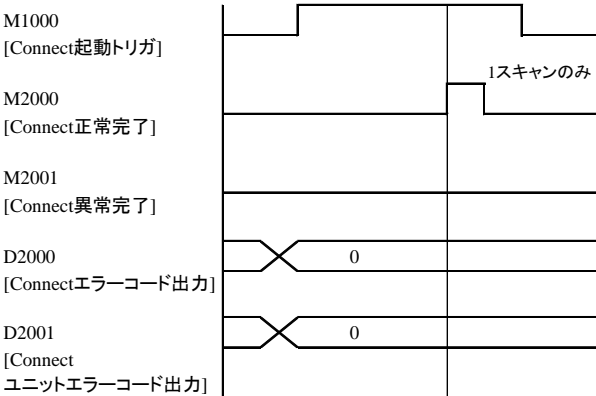 M1000
[Connect起動トリガ]
1スキャンのみ
M2000
[Connect正常完了]
M2001
[Connect異常完了]
D2000
0
[Connectエラーコード出力]
D2001
0
[Connect
ユニットエラーコード出力]